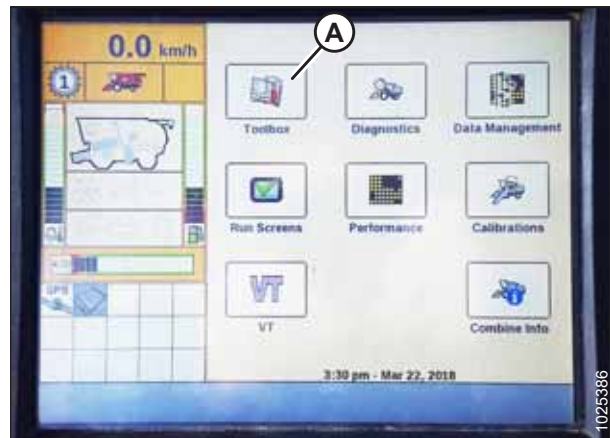 0.0 km/h
A
1
Toolbox
Diagnostics
Data Management
Run Screens
Performance
Calibrations
GPS
VT
VT
Combine Info
3:30 pm - Mar 22, 2018
1025386